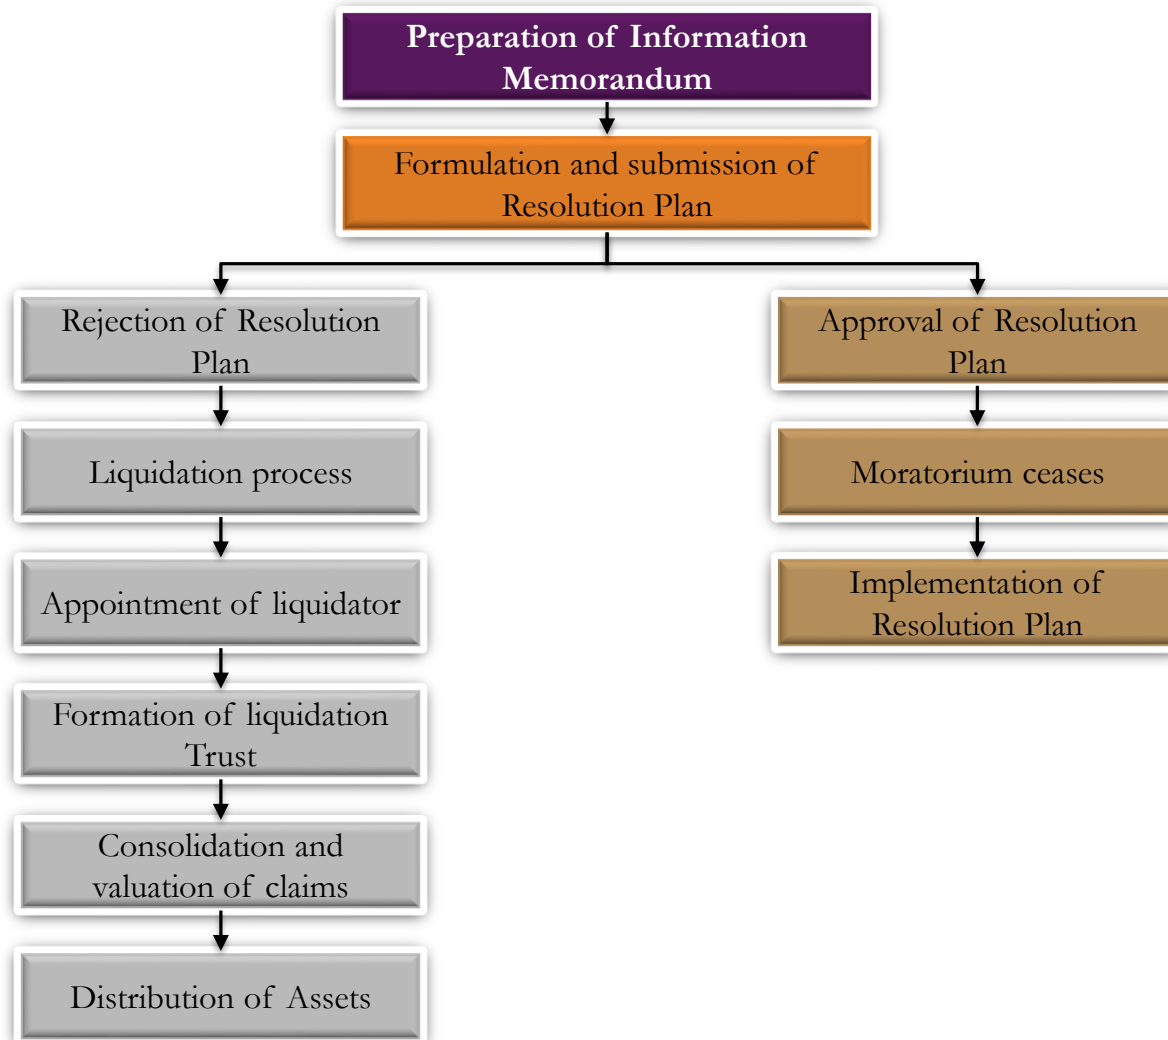 Preparation of Information
Memorandum
Formulation and submission of
Resolution Plan
Rejection of Resolution
Plan
Approval of Resolution
Plan
Liquidation process
Moratorium ceases
Appointment of liquidator
Implementation of
Resolution Plan
Formation of liquidation
Trust
Consolidation and
valuation of claims
Distribution of Assets